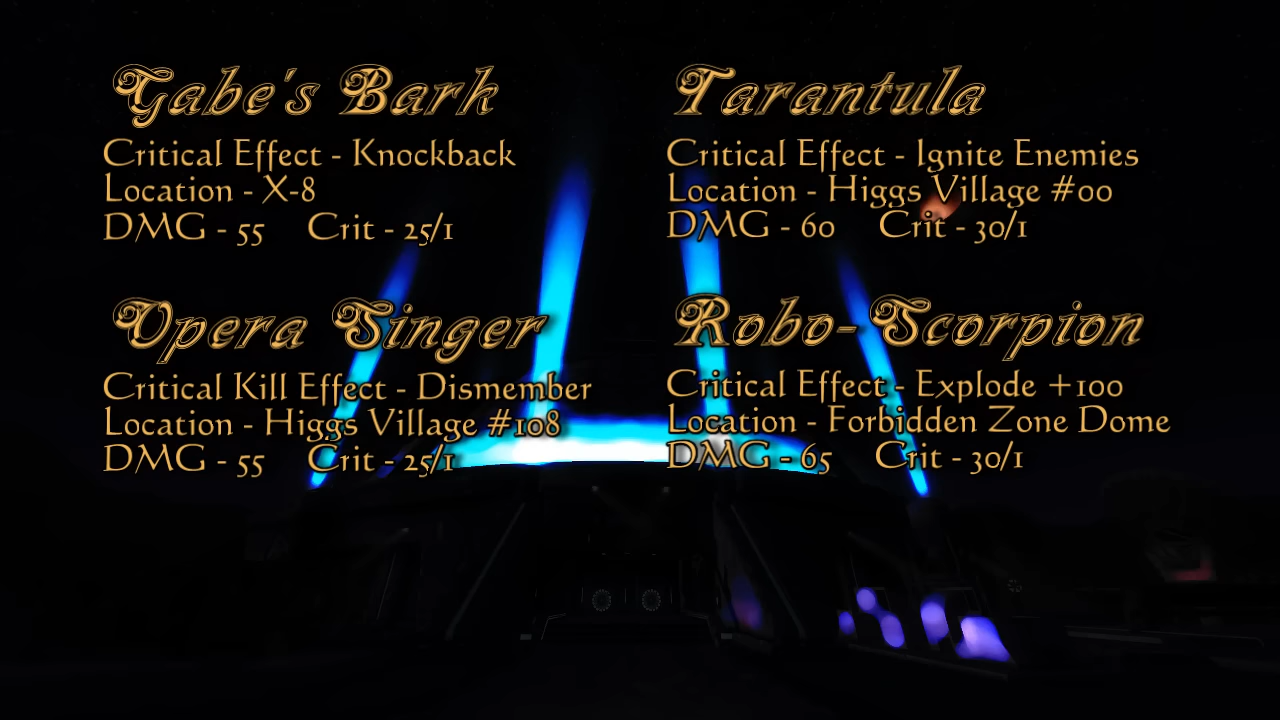 Gabe's Bark
Critical Effect - Knockback
Location - X-8
DMG - 55 Crit - 25/1
Tarantula
Critical Effect - Ignite Enemies
Location - Higgs Village #00
DMG - 60 Crit - 30/1
Opera Singer
Critical Kill Effect - Dismember
Location - Higgs Village #108
DMG - 55 Crit - 25/1
Robo-Scorpion
Critical Effect - Explode +100
Location - Forbidden Zone Dome
DMG - 65 Crit - 30/1